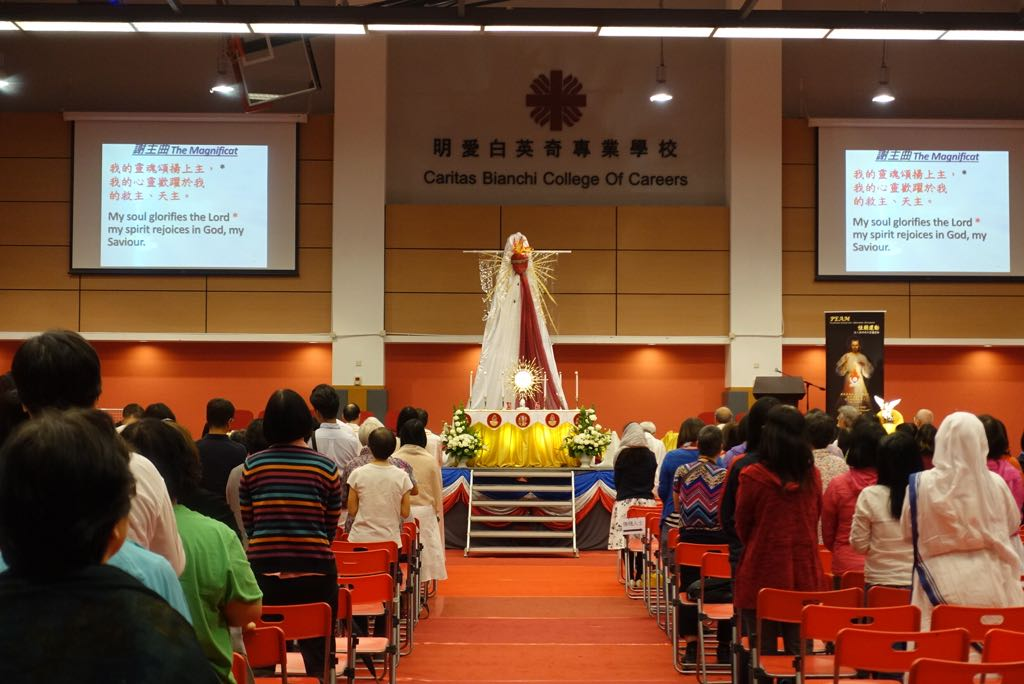 謝主曲 The Magnificat
我的靈魂頌揚上主，*
我的心靈歡躍於我
的救主、天主。
My soul glorifies the Lord *
my spirit rejoices in God, my
Saviour.
明愛白英奇專業學校
Caritas Bianchi College Of Careers
謝主曲 The Magnificat
我的靈魂頌揚上主，*
我的心靈歡躍於我
的救主、天主。
My soul glorifies the Lord *
my spirit rejoices in God, my
Saviour.
TEAM